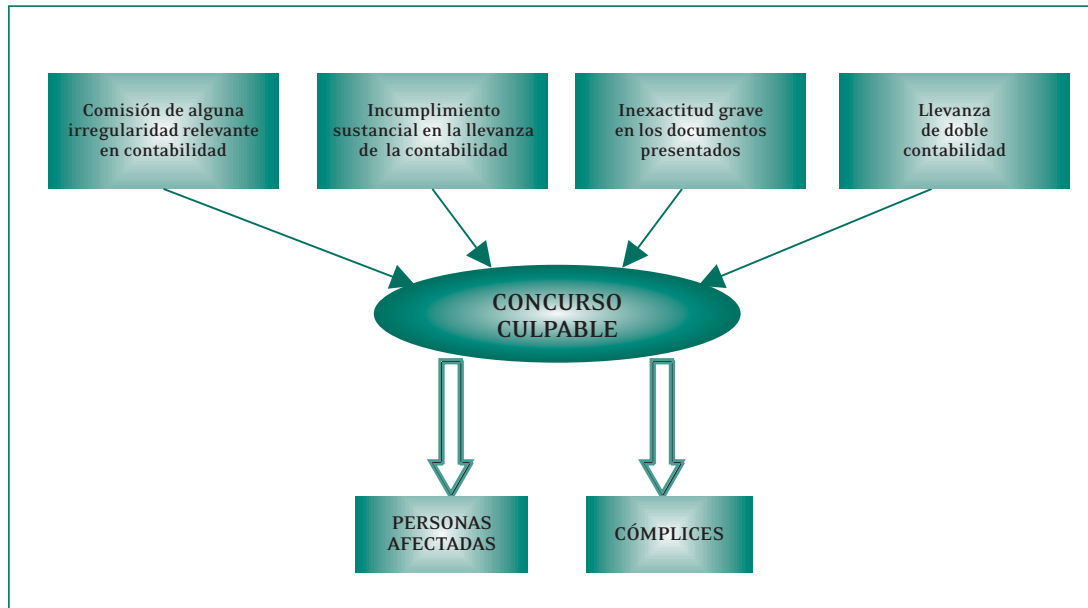 Comisión de alguna
irregularidad relevante
en contabilidad
Incumplimiento
sustancial en la llevanza
de la contabilidad
Inexactitud grave
en los documentos
presentados
Llevanza
de doble
contabilidad
CONCURSO
CULPABLE
PERSONAS
AFECTADAS
CÓMPLICES